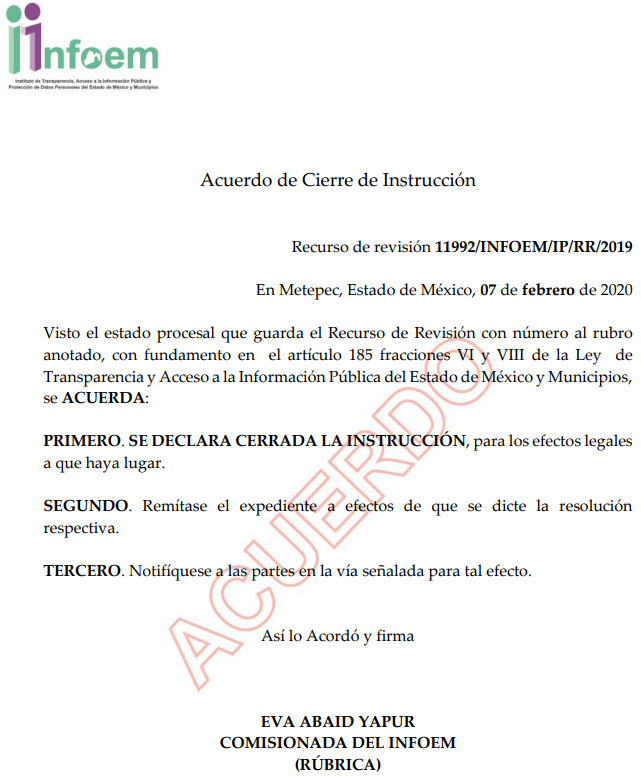 infoem
Instituto de Transparencia, Acceso a la Información Pública y
Protección de Datos Personales del Estado de México y Municipios
Acuerdo de Cierre de Instrucción
Recurso de revisión 11992/INFOEM/IP/RR/2019
En Metepec, Estado de México, 07 de febrero de 2020
Visto el estado procesal que guarda el Recurso de Revisión con número al rubro
anotado, con fundamento en el artículo 185 fracciones VI y VIII de la Ley de
Transparencia y Acceso a la Información Pública del Estado de México y Municipios,
se ACUERDA:
PRIMERO. SE DECLARA CERRADA LA INSTRUCCIÓN, para los efectos legales
a que haya lugar.
SEGUNDO. Remítase el expediente a efectos de que se dicte la resolución
respectiva.
TERCERO. Notifíquese a las partes en la vía señalada para tal efecto.
ACUERDO
Así lo Acordó y firma
EVA ABAID YAPUR
COMISIONADA DEL INFOEM
(RÚBRICA)